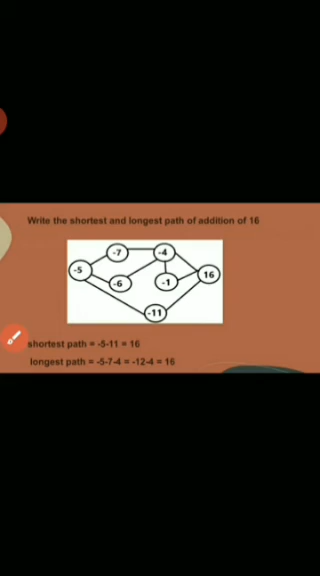 Write the shortest and longest path of addition of 16
-7
-4
-5
16
-6
-1
-11
shortest path = -5-11 = 16
longest path = -5-7-4 = -12-4 = 16